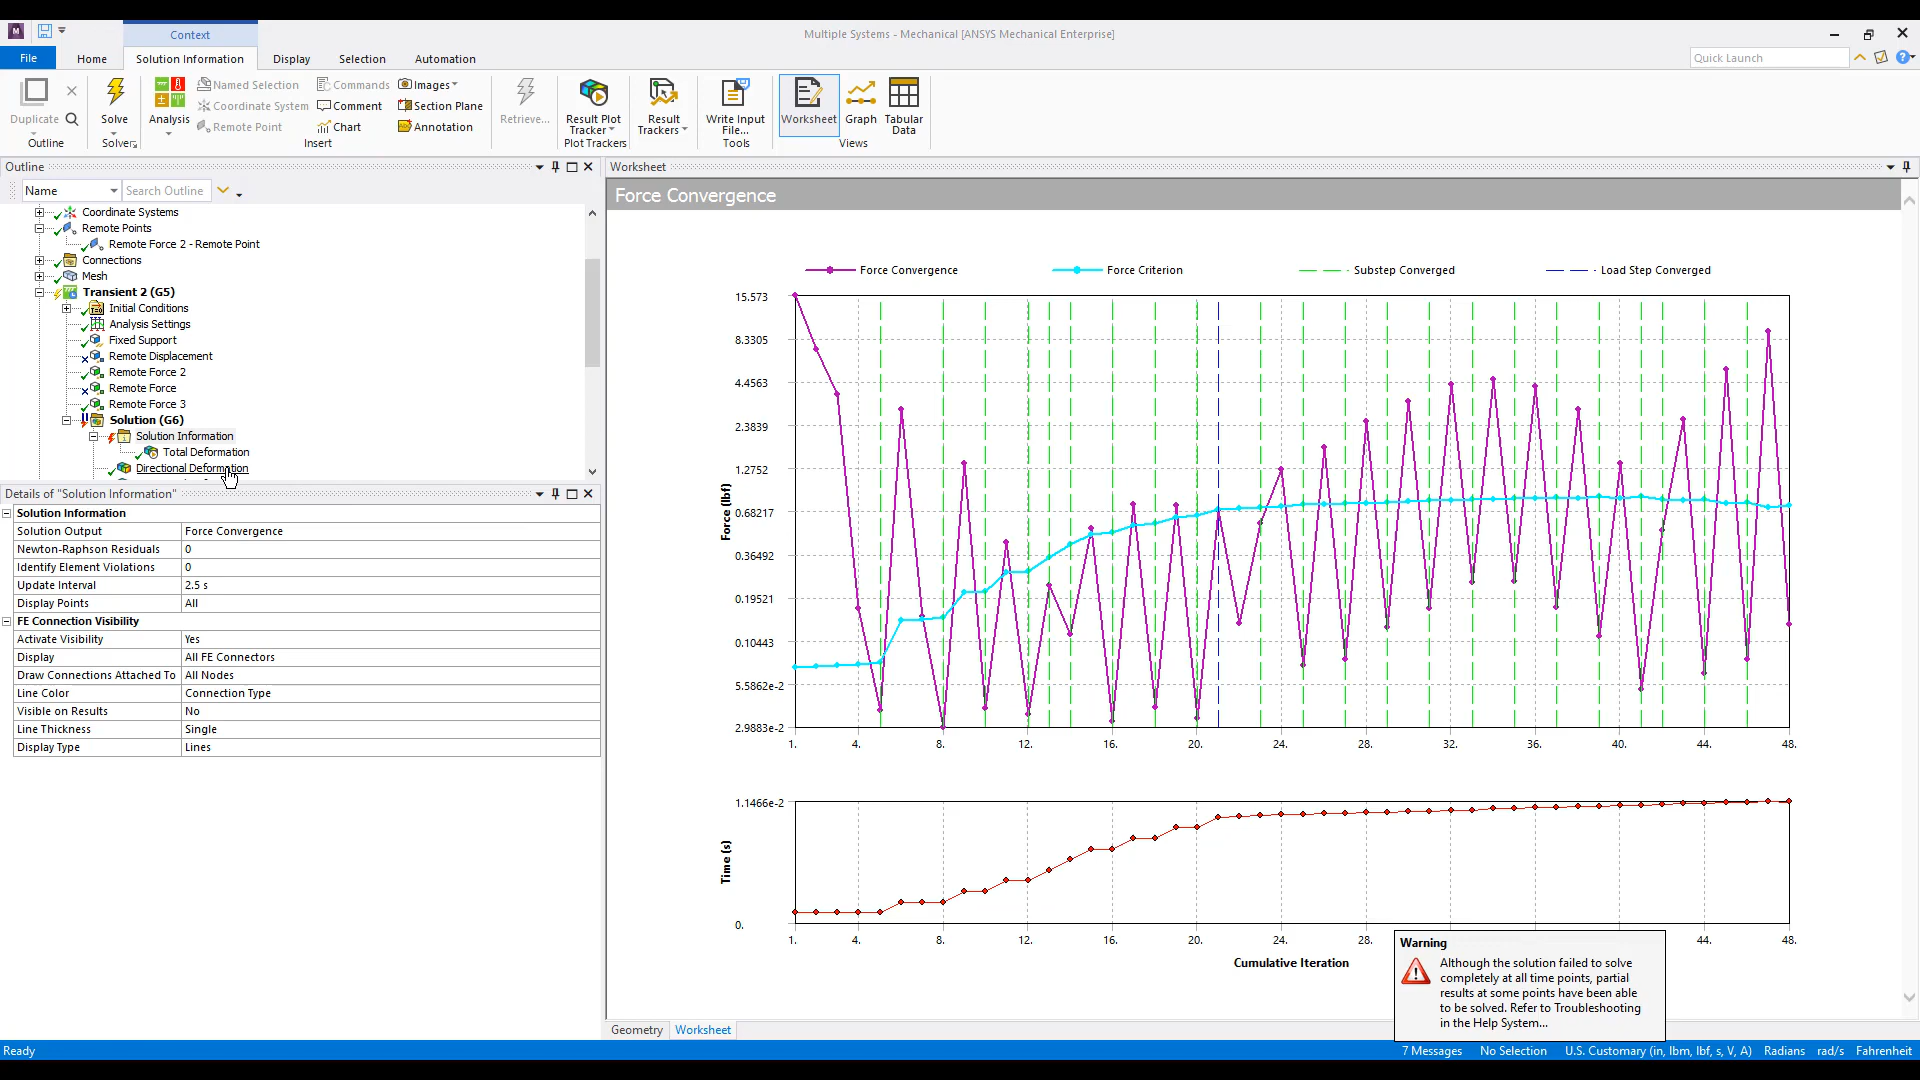 Context
Multiple Systems - Mechanical [ANSYS Mechanical Enterprise]
File Home Solution Information Display Selection Automation
Quick Launch
Duplicate
Outline
Solve
Solver
Analysis
Named Selection
Coordinate System
Remote Point
Commands
Comment
Chart
Insert
Images
Section Plane
Annotation
Retrieve...
Result Plot
Tracker
Plot Trackers
Result
Trackers
Write Input
File...
Tools
Worksheet
Graph
Tabular
Data
Views
Outline
Name Search Outline
Coordinate Systems
Remote Points
Remote Force 2 - Remote Point
Connections
Mesh
Transient 2 (G5)
Initial Conditions
Analysis Settings
Fixed Support
Remote Displacement
Remote Force 2
Remote Force
Remote Force 3
Solution (G6)
Solution Information
Total Deformation
Directional Deformation
Details of "Solution Information"
Solution Information
Solution Output Force Convergence
Newton-Raphson Residuals 0
Identify Element Violations 0
Update Interval 2.5 s
Display Points All
FE Connection Visibility
Activate Visibility Yes
Display All FE Connectors
Draw Connections Attached To All Nodes
Line Color Connection Type
Visible on Results No
Line Thickness Single
Display Type Lines
Worksheet
Force Convergence
Force Convergence Force Criterion Substep Converged Load Step Converged
15.573
8.3305
4.4563
2.3839
1.2752
0.68217
0.36492
0.19521
0.10443
5.5862e-2
2.9883e-2
Force (lbf)
1. 4. 8. 12. 16. 20. 24. 28. 32. 36. 40. 44. 48.
1.1466e-2
0.
Time (s)
1. 4. 8. 12. 16. 20. 24. 28. 44. 48.
Cumulative Iteration
Warning
Although the solution failed to solve
completely at all time points, partial
results at some points have been able
to be solved. Refer to Troubleshooting
in the Help System...
Geometry Worksheet
Ready
7 Messages No Selection U.S. Customary (in, lbm, lbf, s, V, A) Radians rad/s Fahrenheit